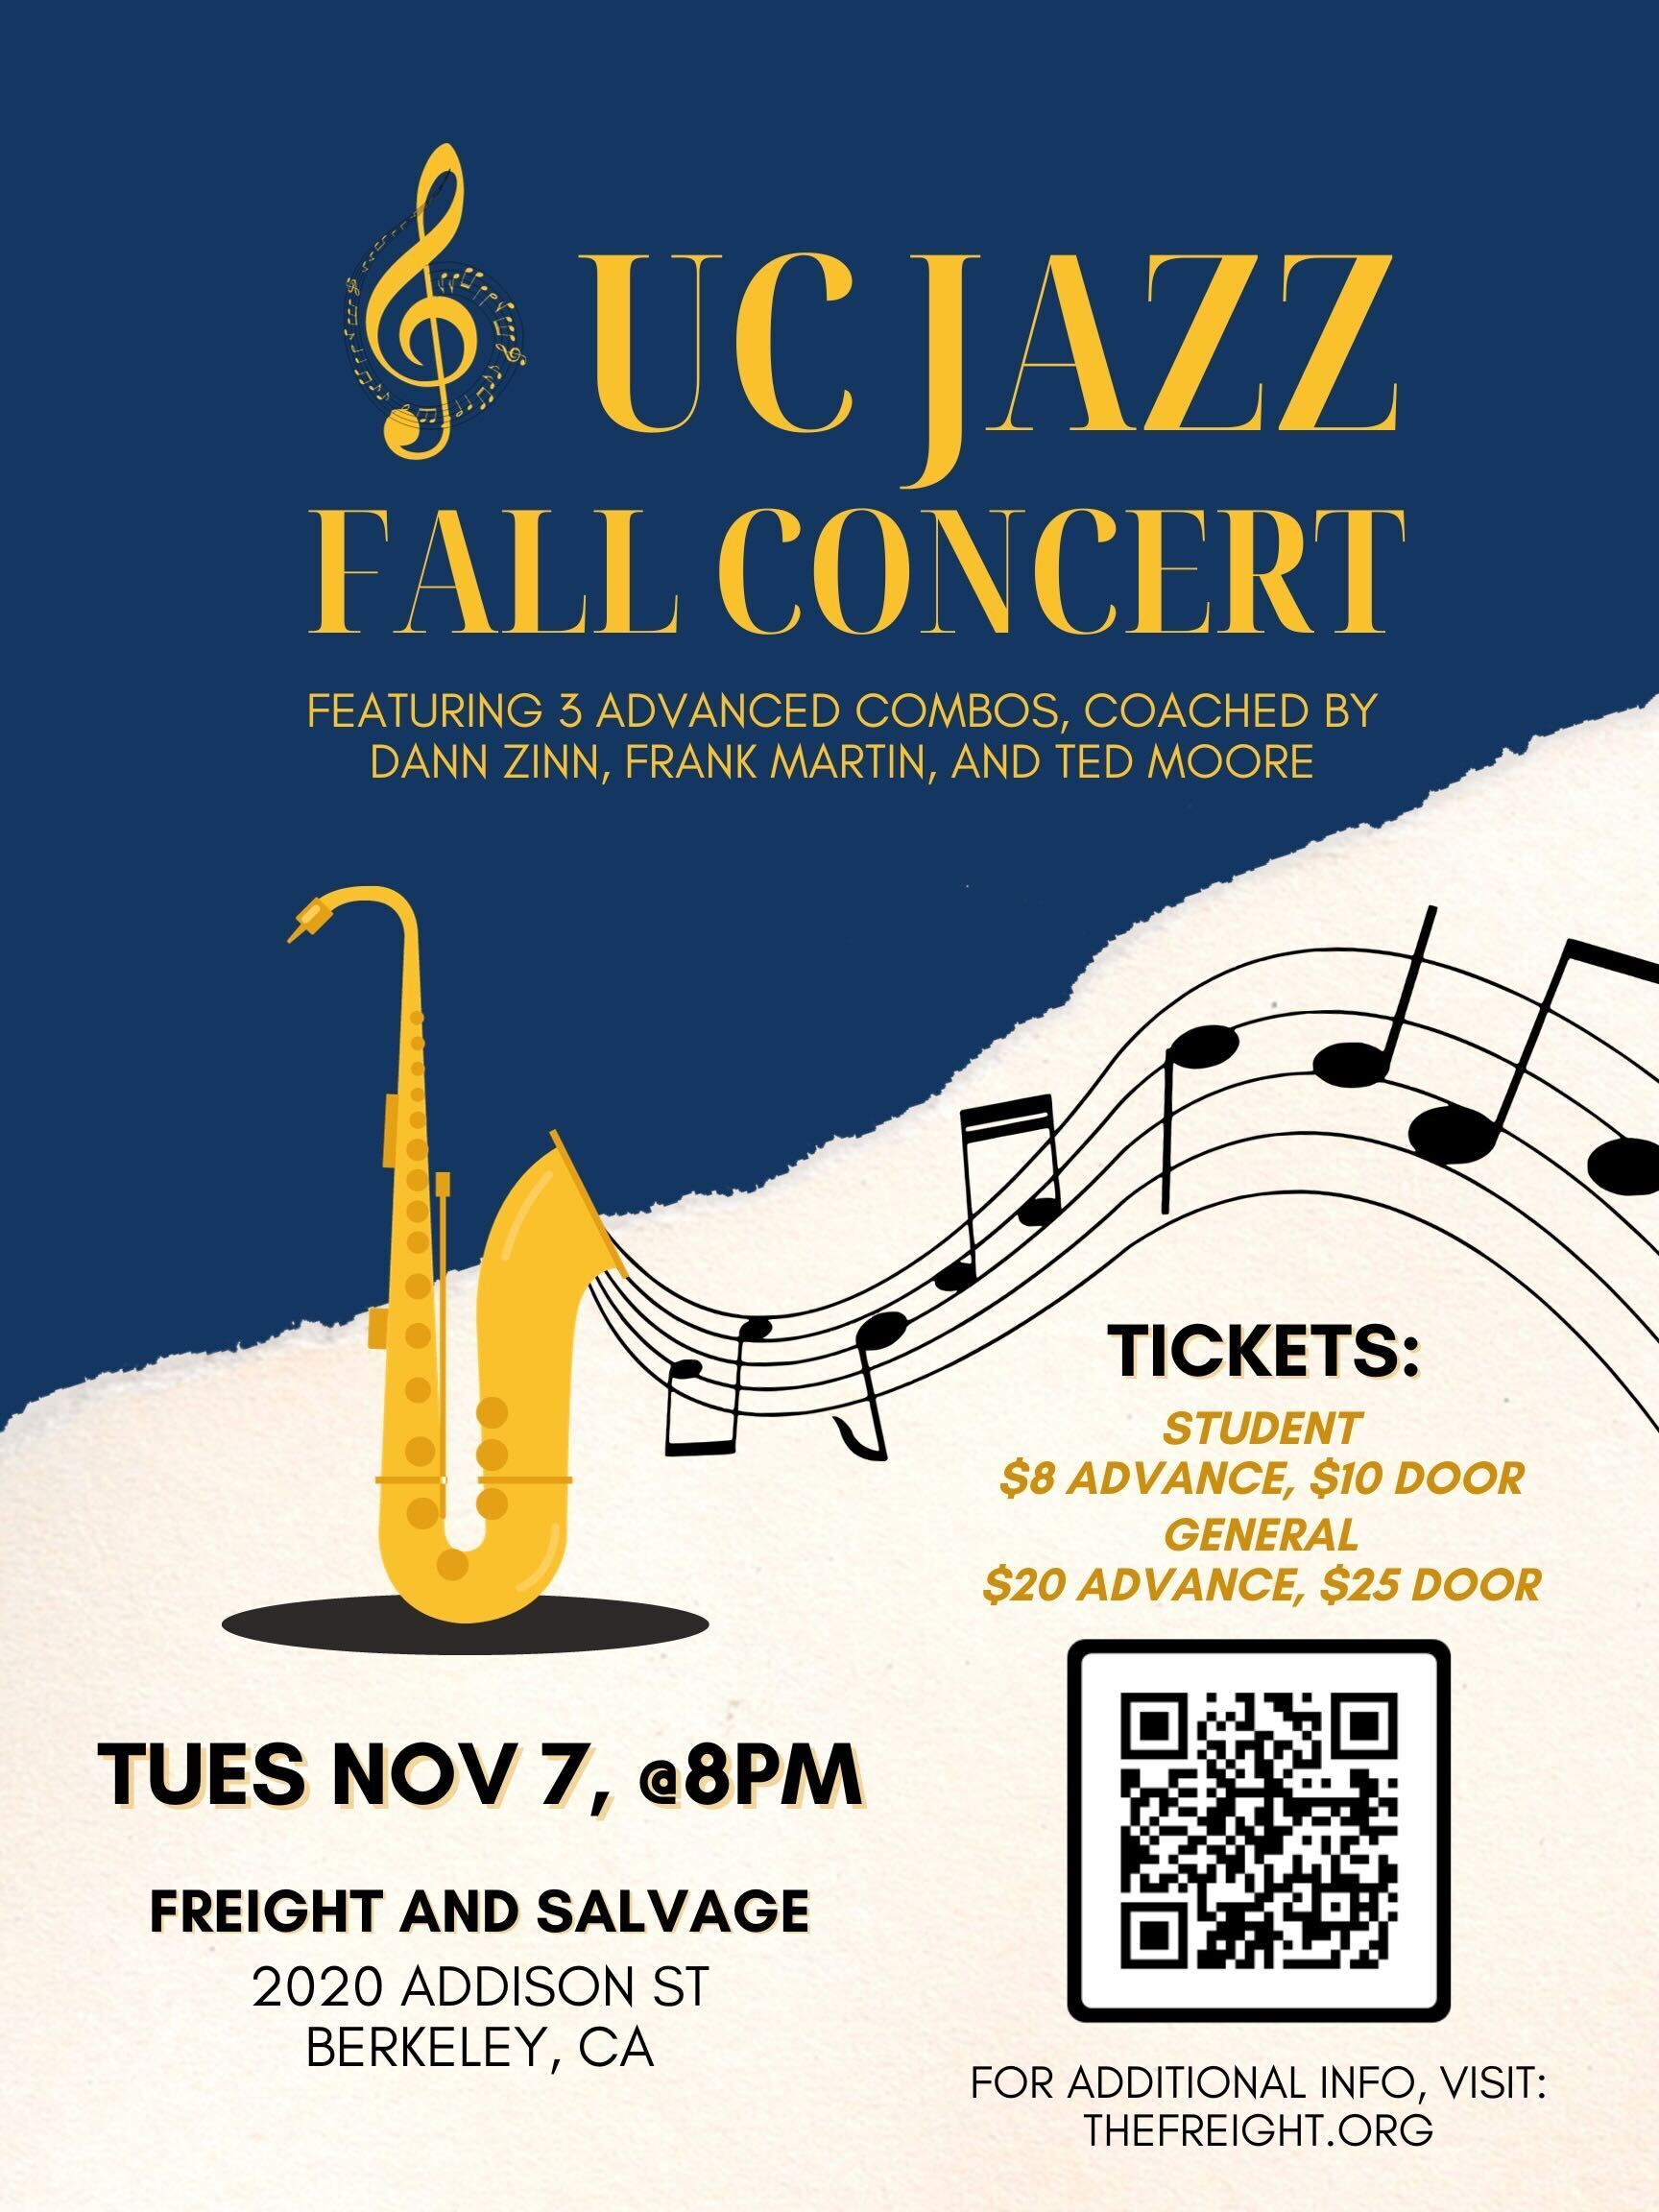 UC JAZZ
FALL CONCERT
FEATURING 3 ADVANCED COMBOS, COACHED BY
DANN ZINN, FRANK MARTIN, AND TED MOORE
TICKETS:
STUDENT
$8 ADVANCE, $10 DOOR
GENERAL
$20 ADVANCE, $25 DOOR
TUES NOV 7, @8PM
FREIGHT AND SALVAGE
2020 ADDISON ST
BERKELEY, CA
FOR ADDITIONAL INFO, VISIT:
THEFREIGHT.ORG